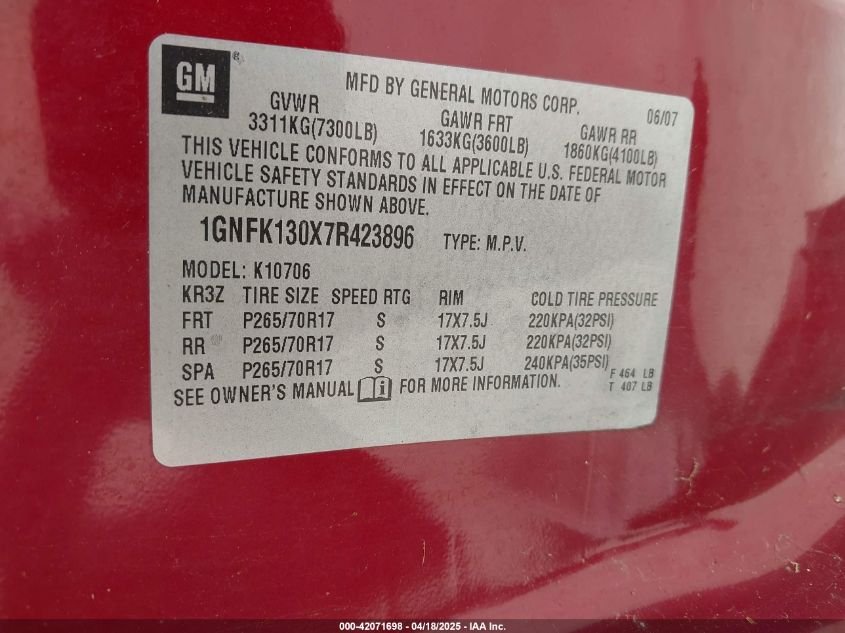 GM®
MFD BY GENERAL MOTORS CORP.
06/07
GVWR GAWR FRT GAWR RR
3311KG(7300LB) 1633KG(3600LB) 1860KG(4100LB)
THIS VEHICLE CONFORMS TO ALL APPLICABLE U.S. FEDERAL MOTOR
VEHICLE SAFETY STANDARDS IN EFFECT ON THE DATE OF
MANUFACTURE SHOWN ABOVE.
1GNFK130X7R423896 TYPE: M.P.V.
MODEL: K10706
KR3Z TIRE SIZE SPEED RTG RIM COLD TIRE PRESSURE
FRT P265/70R17 S 17X7.5J 220KPA(32PSI)
RR P265/70R17 S 17X7.5J 220KPA(32PSI)
SPA P265/70R17 S 17X7.5J 240KPA(35PSI)
F 464 LB
T 407 LB
SEE OWNER'S MANUAL i FOR MORE INFORMATION.
000-42071698 - 04/18/2025 - IAA Inc.